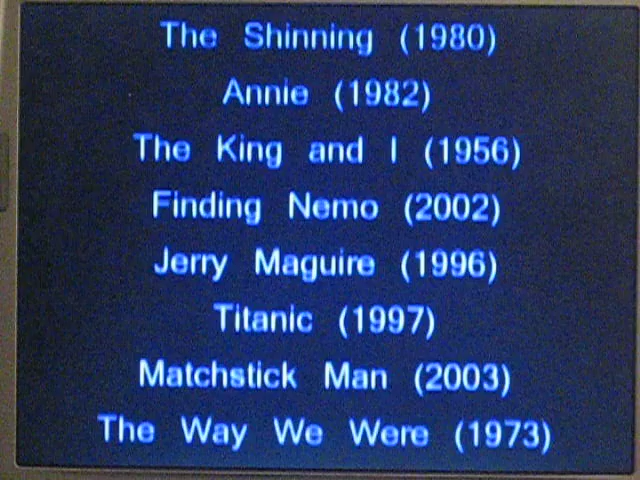 The Shinning (1980)
Annie (1982)
The King and I (1956)
Finding Nemo (2002)
Jerry Maguire (1996)
Titanic (1997)
Matchstick Man (2003)
The Way We Were (1973)